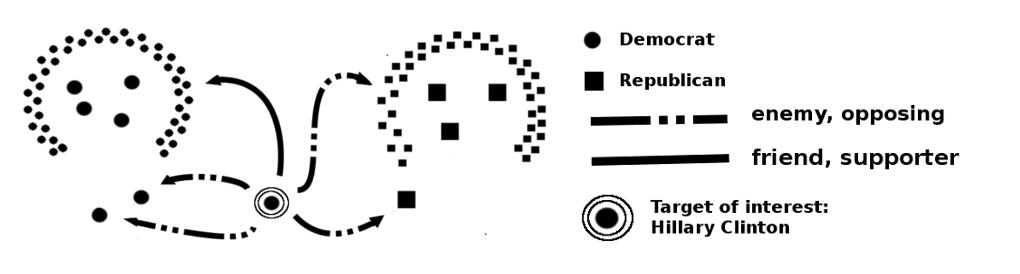 Democrat
Republican
enemy, opposing
friend, supporter
Target of interest:
Hillary Clinton